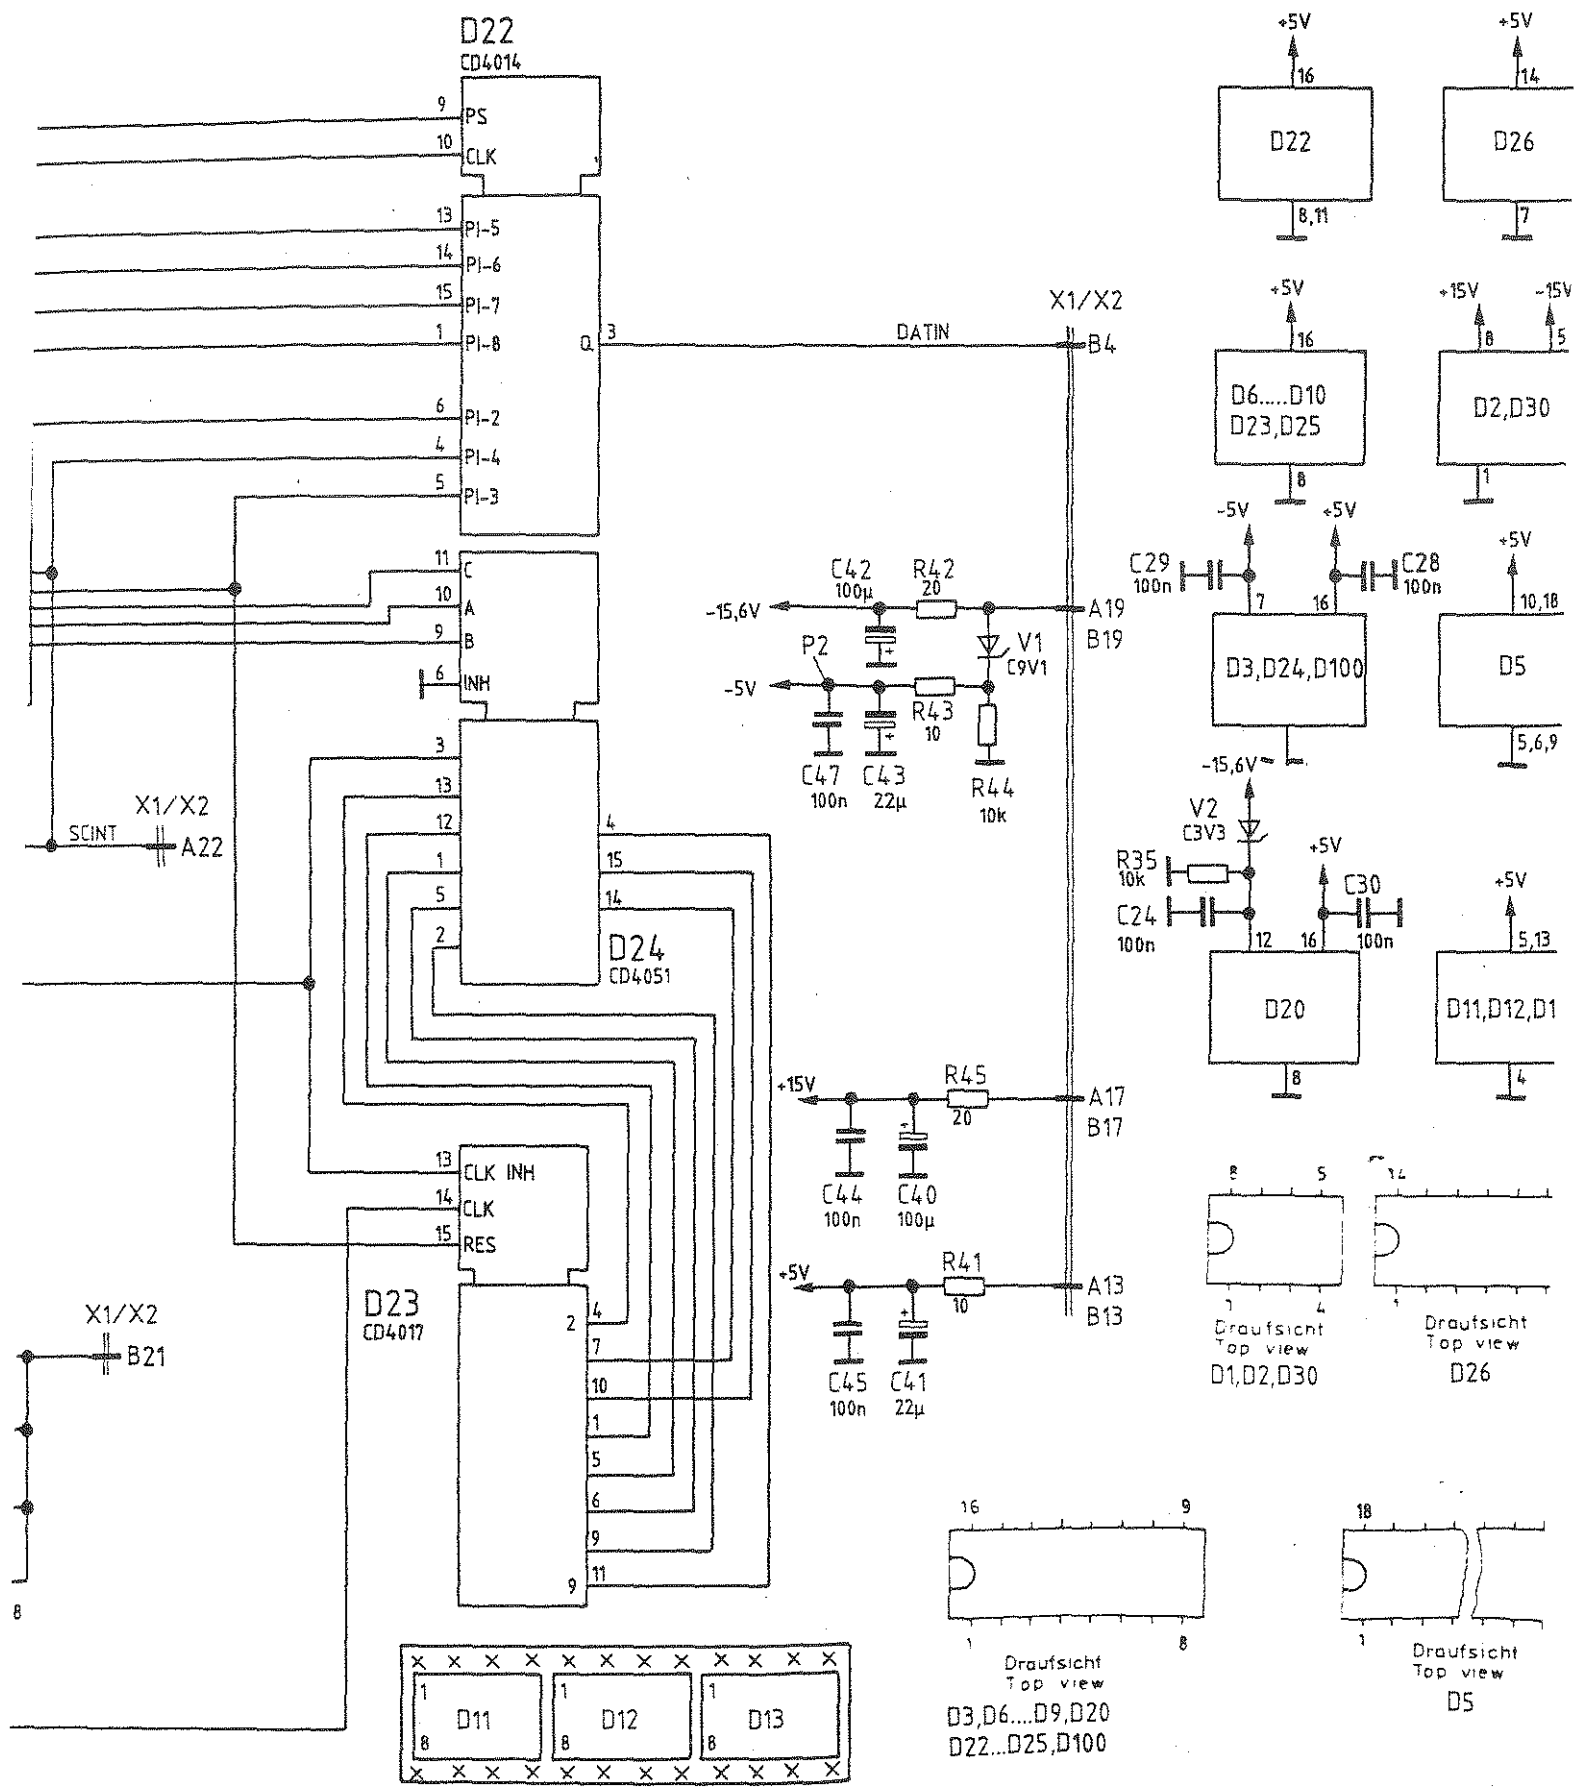 D22
CD4014
9 PS
10 CLK
13 PI-5
14 PI-6
15 PI-7
1 PI-8
6 PI-2
4 PI-4
5 PI-3
Q 3
DATIN
X1/X2
B4
11 C
10 A
9 B
6 INH
3
13
12
1
5
2
4
15
14
D24
CD4051
X1/X2
SCINT
A22
13 CLK INH
14 CLK
15 RES
D23
CD4017
2 4
7
10
1
5
6
9
9 11
X1/X2
B21
8
-15,6V
C42
100µ
R42
20
A19
B19
V1
C9V1
P2
-5V
R43
10
C47
100n
C43
22µ
R44
10k
+15V
R45
20
A17
B17
C44
100n
C40
100µ
+5V
R41
10
A13
B13
C45
100n
C41
22µ
+5V
16
D22
8,11
+5V
14
D26
7
+5V
16
D6.....D10
D23,D25
8
+15V
-15V
8
5
D2,D30
1
-5V
+5V
C29
100n
C28
100n
7
16
D3,D24,D100
+5V
10,18
D5
5,6,9
-15,6V
V2
C3V3
R35
10k
C24
100n
+5V
C30
100n
12
16
D20
8
+5V
5,13
D11,D12,D1
4
8 5
1 4
Draufsicht
Top view
D1,D2,D30
14
1
Draufsicht
Top view
D26
16 9
1 8
Draufsicht
Top view
D3,D6....D9,D20
D22...D25,D100
18
1
Draufsicht
Top view
D5
1
D11
8
1
D12
8
1
D13
8